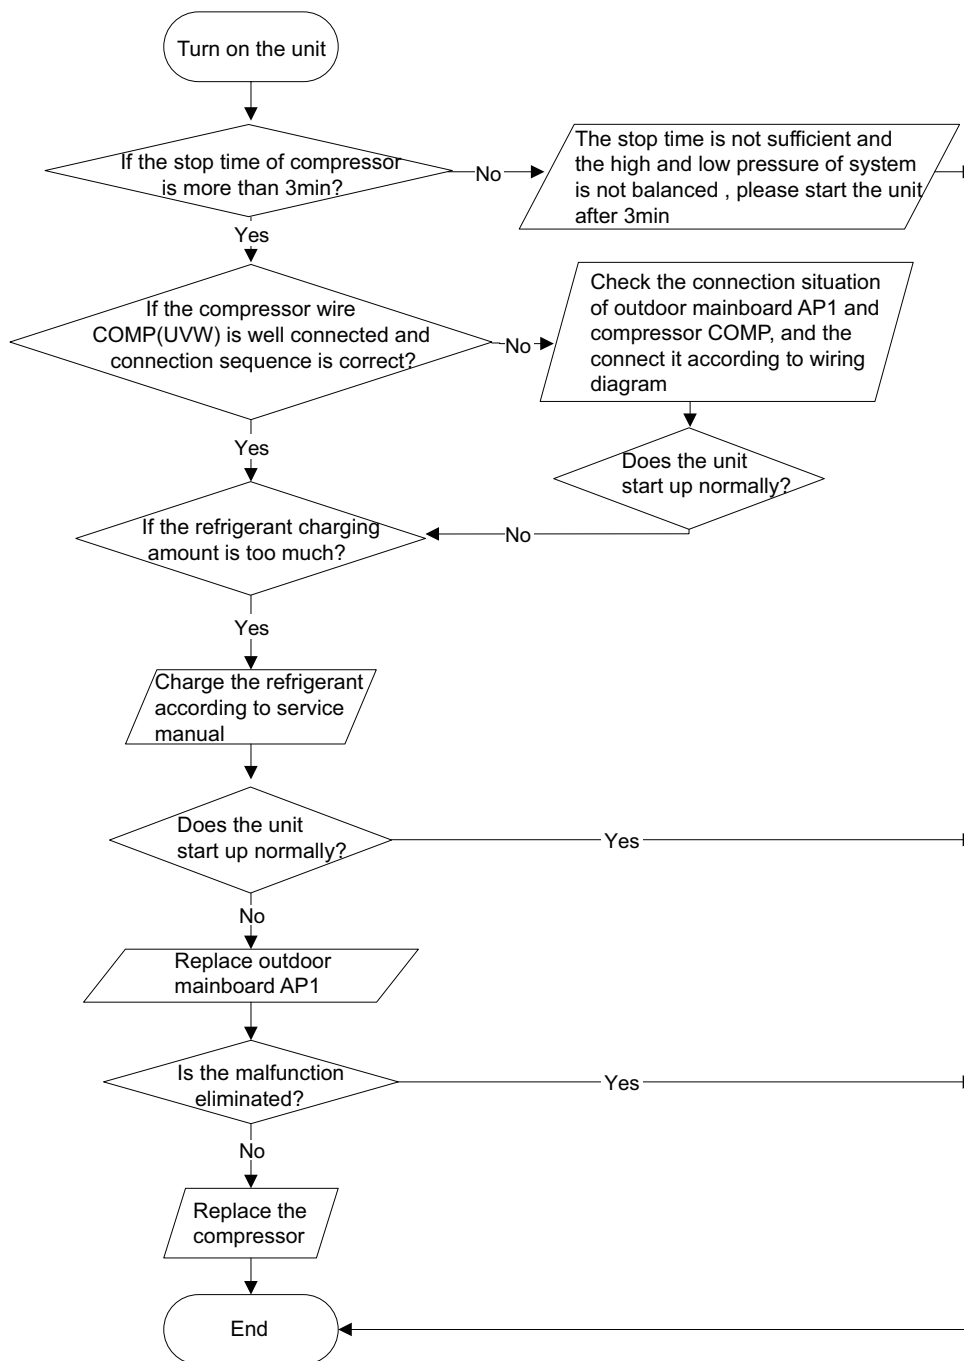 Turn on the unit
If the stop time of compressor
is more than 3min?
No
The stop time is not sufficient and
the high and low pressure of system
is not balanced , please start the unit
after 3min
Yes
If the compressor wire
COMP(UVW) is well connected and
connection sequence is correct?
No
Check the connection situation
of outdoor mainboard AP1 and
compressor COMP, and the
connect it according to wiring
diagram
Yes
Does the unit
start up normally?
If the refrigerant charging
amount is too much?
No
Yes
Charge the refrigerant
according to service
manual
Does the unit
start up normally?
Yes
No
Replace outdoor
mainboard AP1
Is the malfunction
eliminated?
Yes
No
Replace the
compressor
End